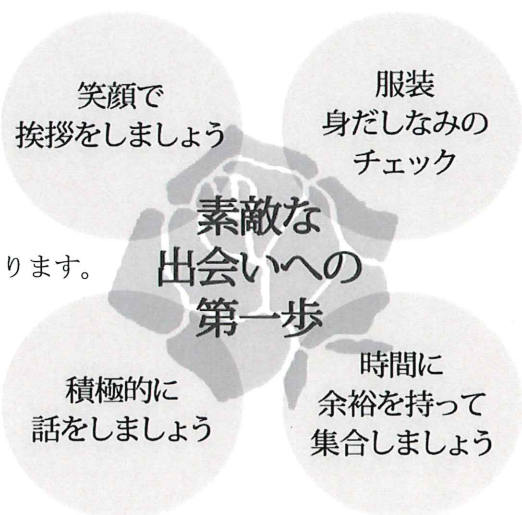 笑顔で
挨拶をしましょう
服装
身だしなみの
チェック
素敵な
出会いへの
第一歩
ります。
積極的に
話をしましょう
時間に
余裕を持って
集合しましょう